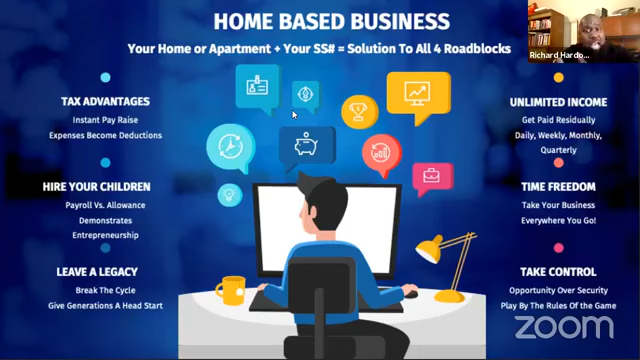 HOME BASED BUSINESS
Your Home or Apartment + Your SS# = Solution To All 4 Roadblocks
Richard Hardo...
TAX ADVANTAGES
Instant Pay Raise
Expenses Become Deductions
HIRE YOUR CHILDREN
Payroll Vs. Allowance
Demonstrates
Entrepreneurship
LEAVE A LEGACY
Break The Cycle
Give Generations A Head Start
UNLIMITED INCOME
Get Paid Residually
Daily, Weekly, Monthly,
Quarterly
TIME FREEDOM
Take Your Business
Everywhere You Go!
TAKE CONTROL
Opportunity Over Security
Play By The Rules Of the Game
zoom